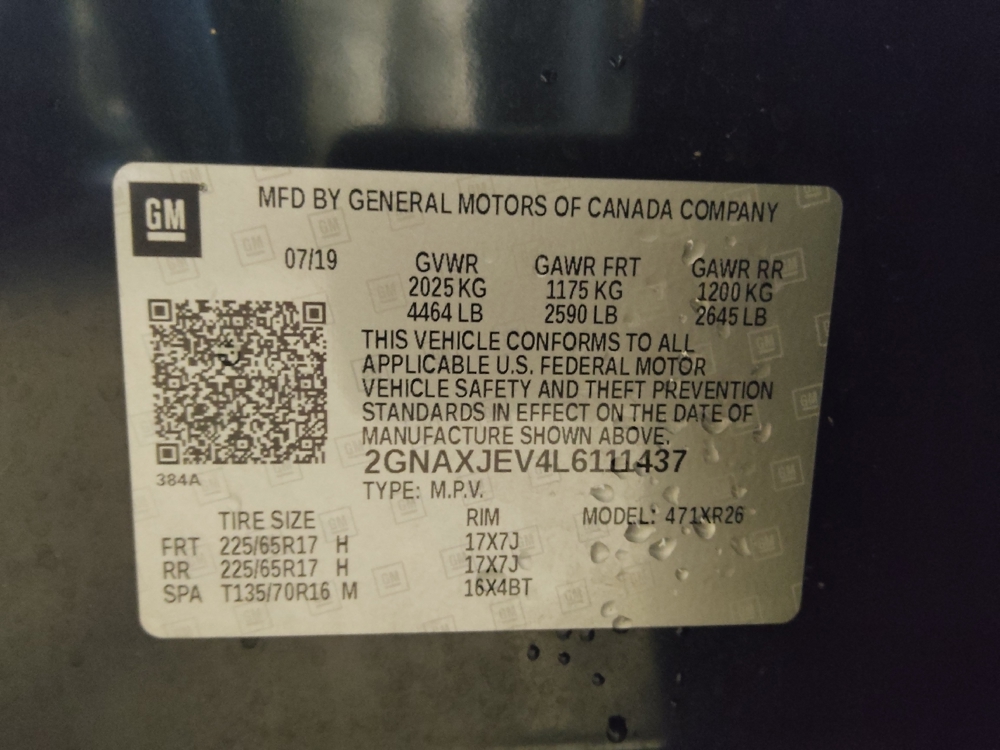 GM
MFD BY GENERAL MOTORS OF CANADA COMPANY
07/19 GVWR GAWR FRT GAWR RR
2025 KG 1175 KG 1200 KG
4464 LB 2590 LB 2645 LB
THIS VEHICLE CONFORMS TO ALL
APPLICABLE U.S. FEDERAL MOTOR
VEHICLE SAFETY AND THEFT PREVENTION
STANDARDS IN EFFECT ON THE DATE OF
MANUFACTURE SHOWN ABOVE.
2GNAXJEV4L6111437
384A
TYPE: M.P.V.
TIRE SIZE RIM MODEL: 471XR26
FRT 225/65R17 H 17X7J
RR 225/65R17 H 17X7J
SPA T135/70R16 M 16X4BT